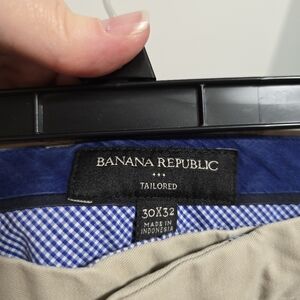 BANANA REPUBLIC
TAILORED
30X32
MADE IN
INDONESIA